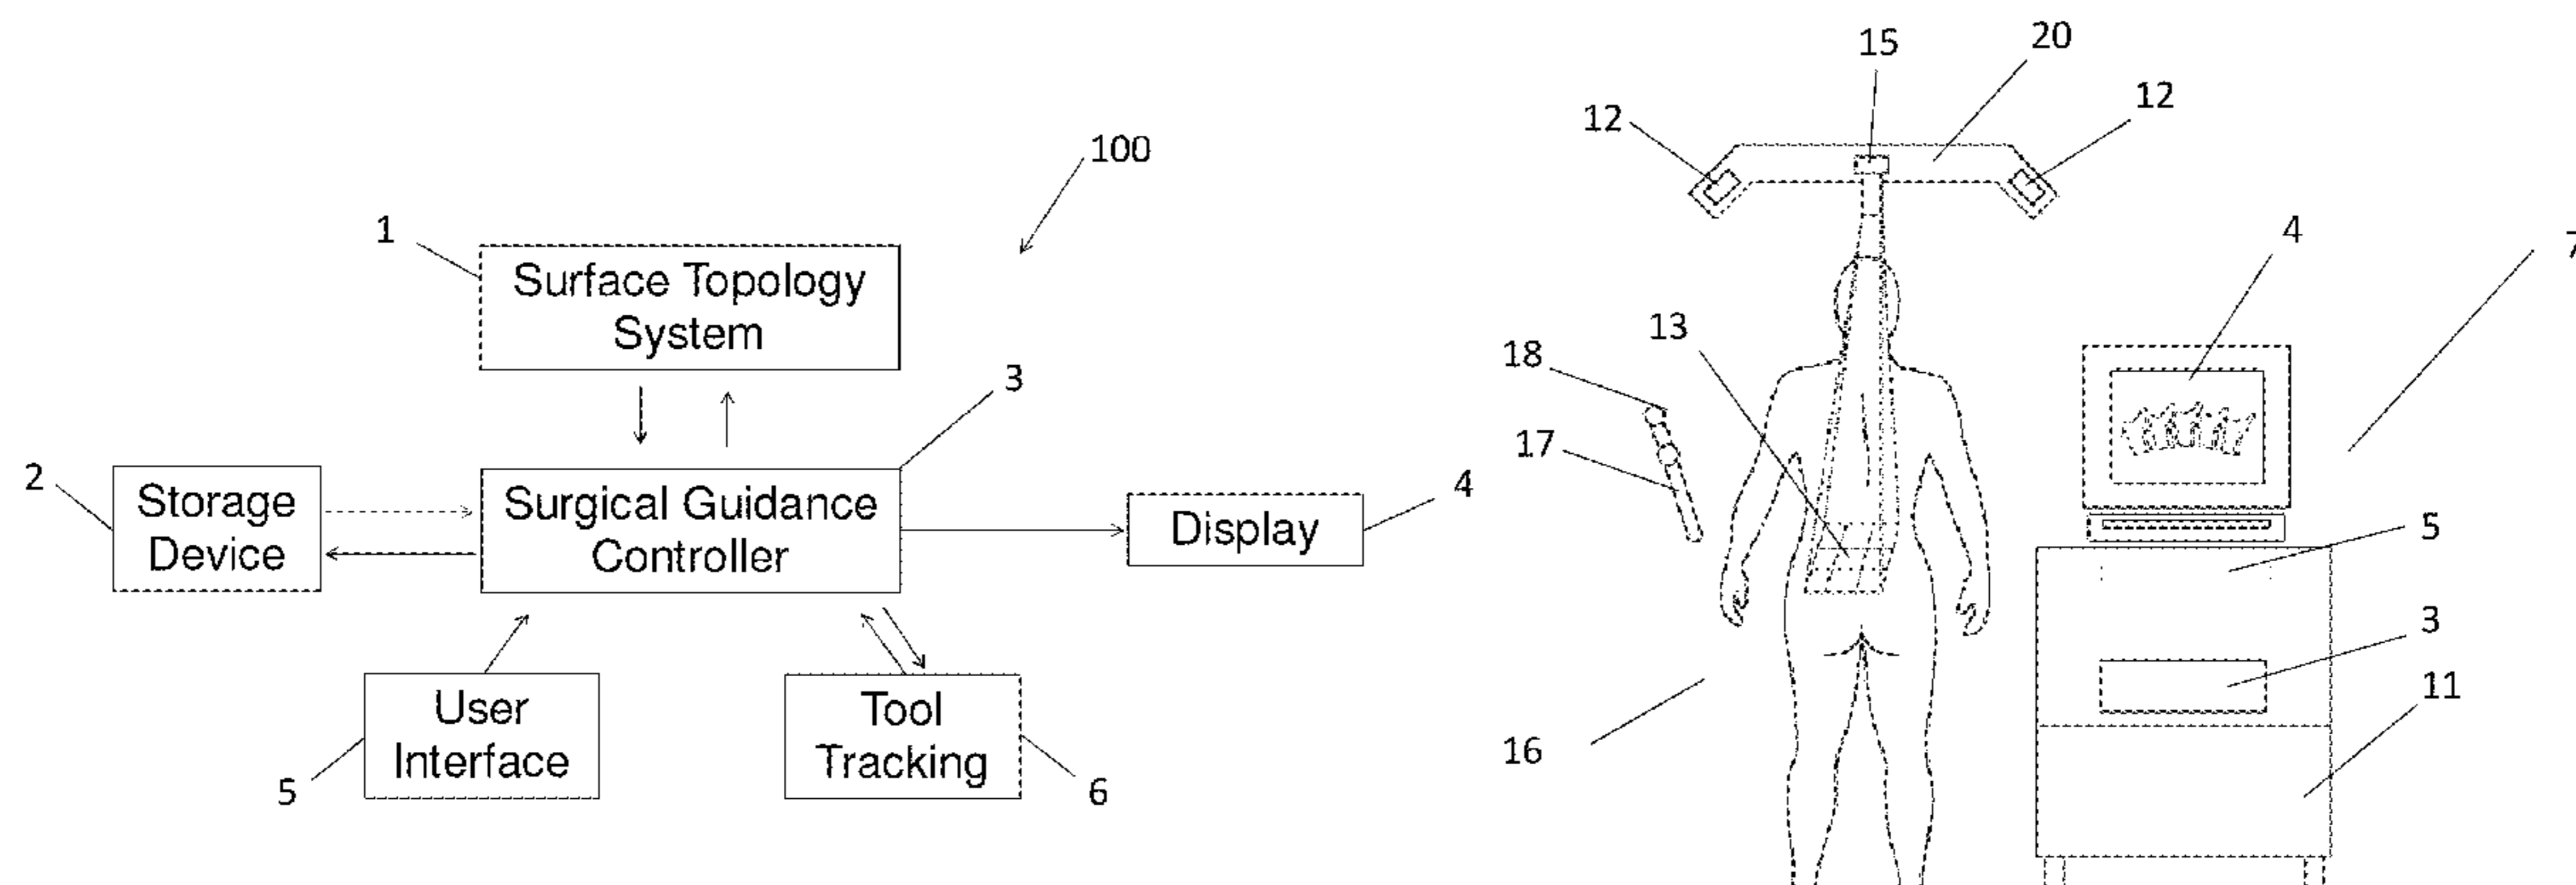 100
1
Surface Topology
System
3
2
Storage
Device
Surgical Guidance
Controller
4
Display
User
Interface
5
Tool
Tracking
6
15
20
12
12
4
7
13
18
17
5
3
11
16